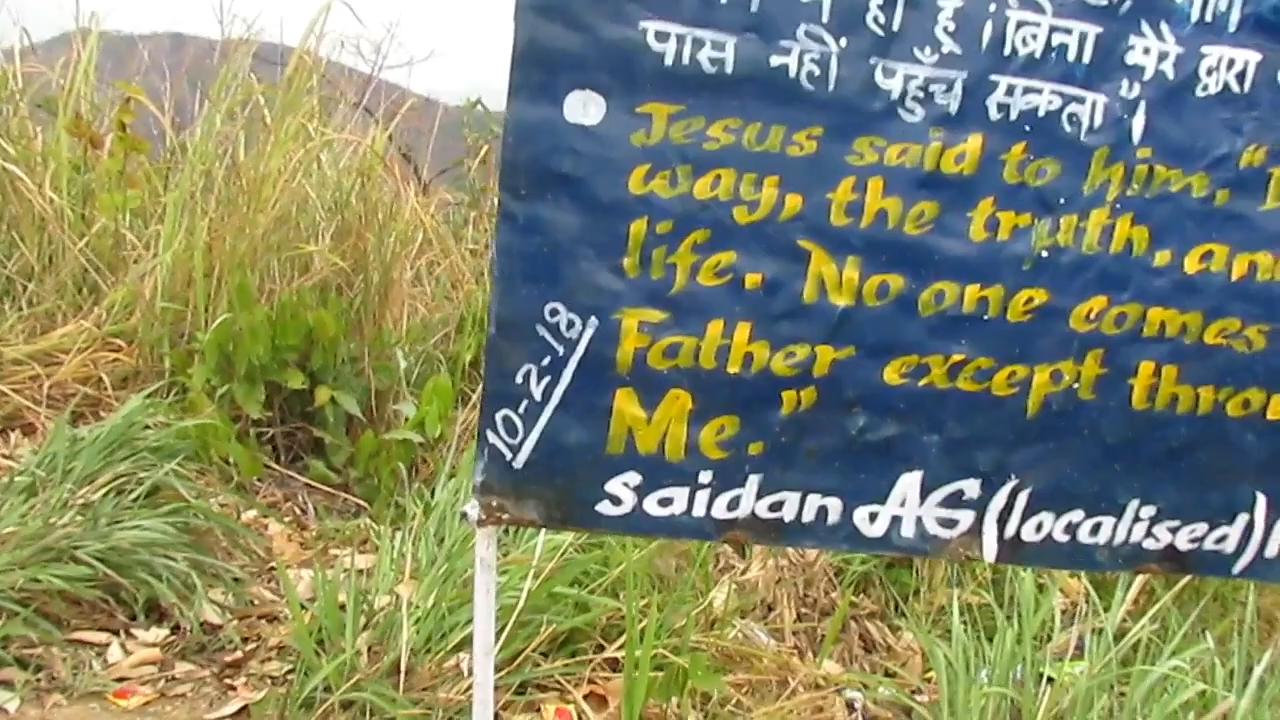 ही हूँ । बिना मेरे द्वारा
पास नहीं पहुँच सकता" ।
Jesus said to him, "I
way, the truth, an
life. No one comes
Father except throu
Me."
10-2-18
Saidan AG (localised)